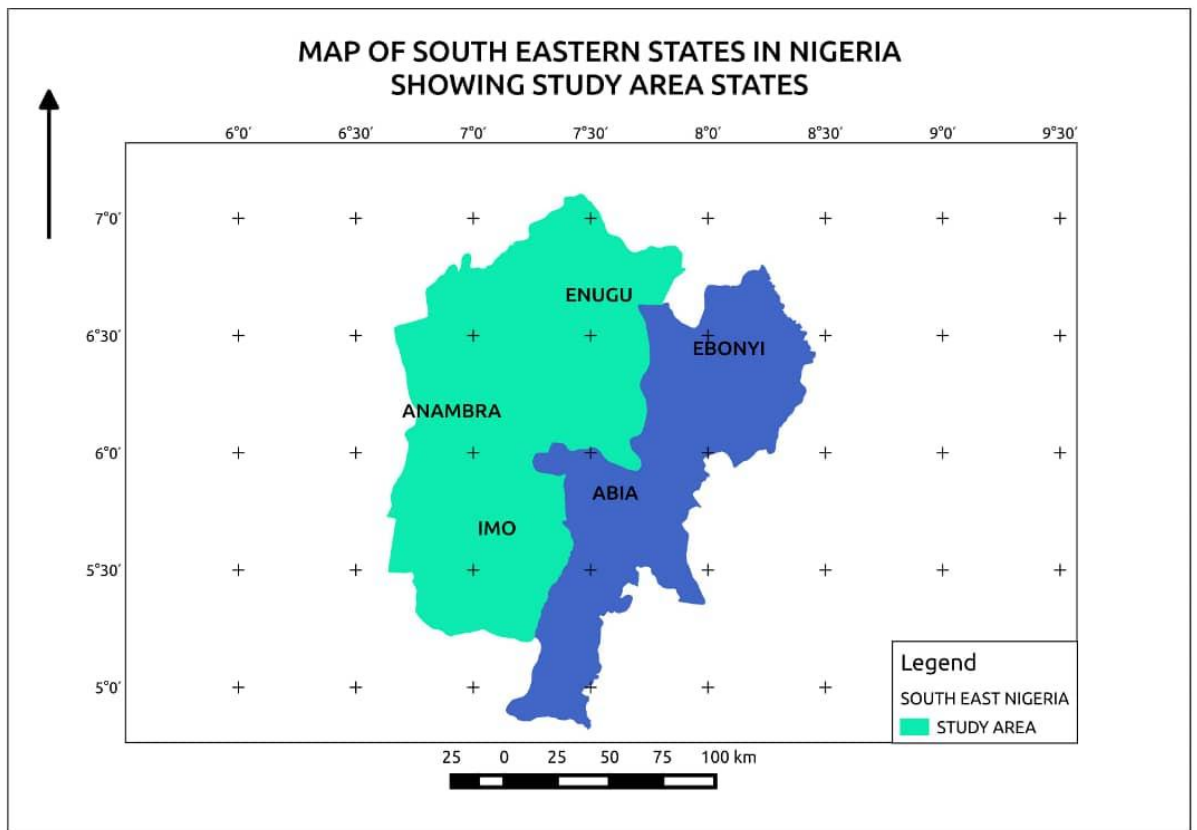 MAP OF SOUTH EASTERN STATES IN NIGERIA
SHOWING STUDY AREA STATES
6°0' 6°30' 7°0' 7°30' 8°0' 8°30' 9°0' 9°30'
7°0'
ENUGU
6°30'
EBONYI
ANAMBRA
6°0'
ABIA
IMO
5°30'
Legend
5°0'
SOUTH EAST NIGERIA
STUDY AREA
25 0 25 50 75 100 km